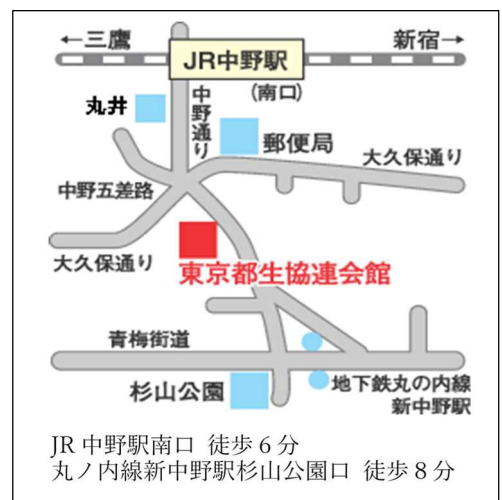 ←三鷹
新宿→
JR中野駅
(南口)
丸井
中野通り
郵便局
大久保通り
中野五差路
大久保通り
東京都生協連会館
青梅街道
杉山公園
地下鉄丸の内線
新中野駅
JR 中野駅南口 徒歩6分
丸ノ内線新中野駅杉山公園口 徒歩8分